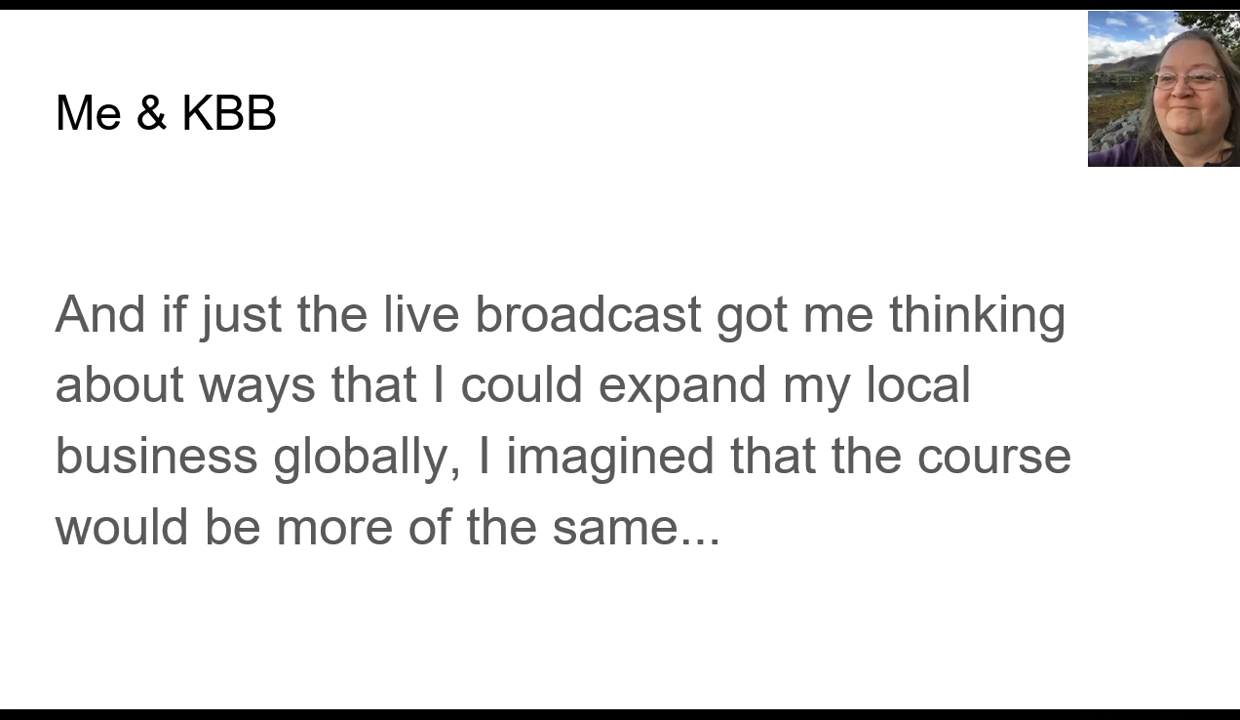 Me & KBB
And if just the live broadcast got me thinking
about ways that I could expand my local
business globally, I imagined that the course
would be more of the same...